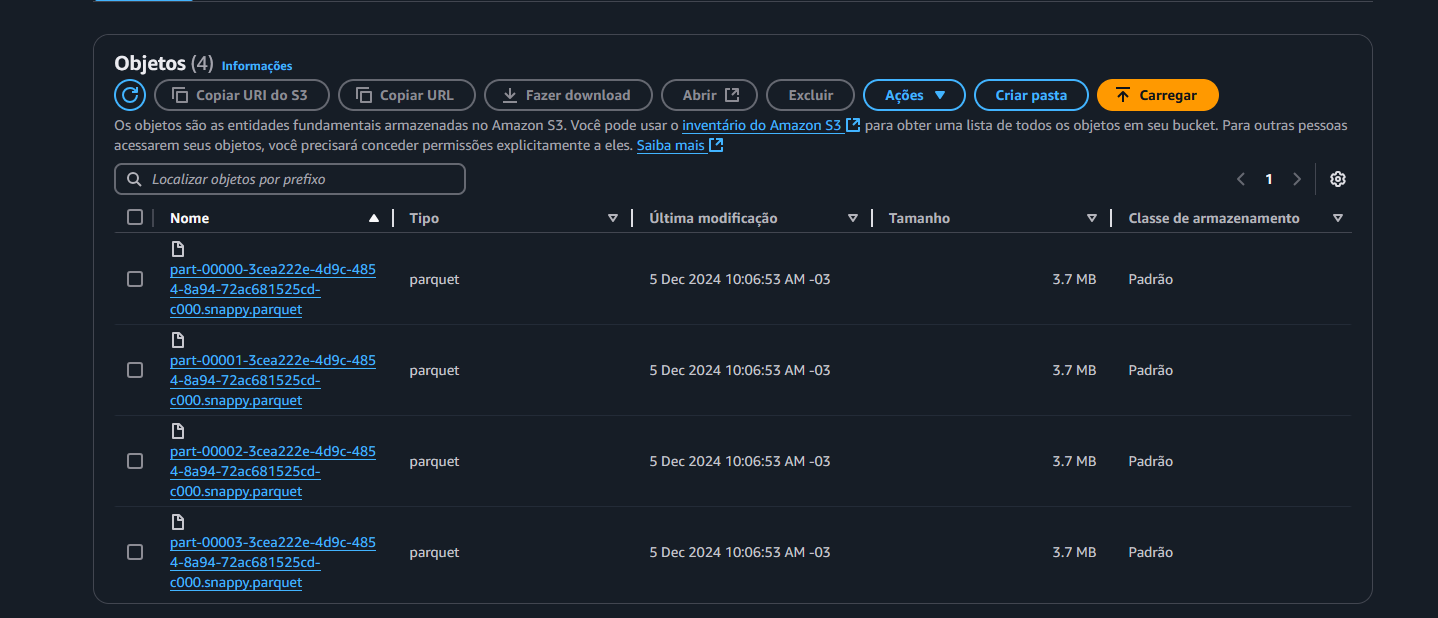 Objetos (4) Informações
Copiar URI do S3 Copiar URL Fazer download Abrir Excluir Ações Criar pasta Carregar
Os objetos são as entidades fundamentais armazenadas no Amazon S3. Você pode usar o inventário do Amazon S3 para obter uma lista de todos os objetos em seu bucket. Para outras pessoas
acessarem seus objetos, você precisará conceder permissões explicitamente a eles. Saiba mais
Localizar objetos por prefixo 1
Nome Tipo Última modificação Tamanho Classe de armazenamento
part-00000-3cea222e-4d9c-485
4-8a94-72ac681525cd-
c000.snappy.parquet
parquet 5 Dec 2024 10:06:53 AM -03 3.7 MB Padrão
part-00001-3cea222e-4d9c-485
4-8a94-72ac681525cd-
c000.snappy.parquet
parquet 5 Dec 2024 10:06:53 AM -03 3.7 MB Padrão
part-00002-3cea222e-4d9c-485
4-8a94-72ac681525cd-
c000.snappy.parquet
parquet 5 Dec 2024 10:06:53 AM -03 3.7 MB Padrão
part-00003-3cea222e-4d9c-485
4-8a94-72ac681525cd-
c000.snappy.parquet
parquet 5 Dec 2024 10:06:53 AM -03 3.7 MB Padrão